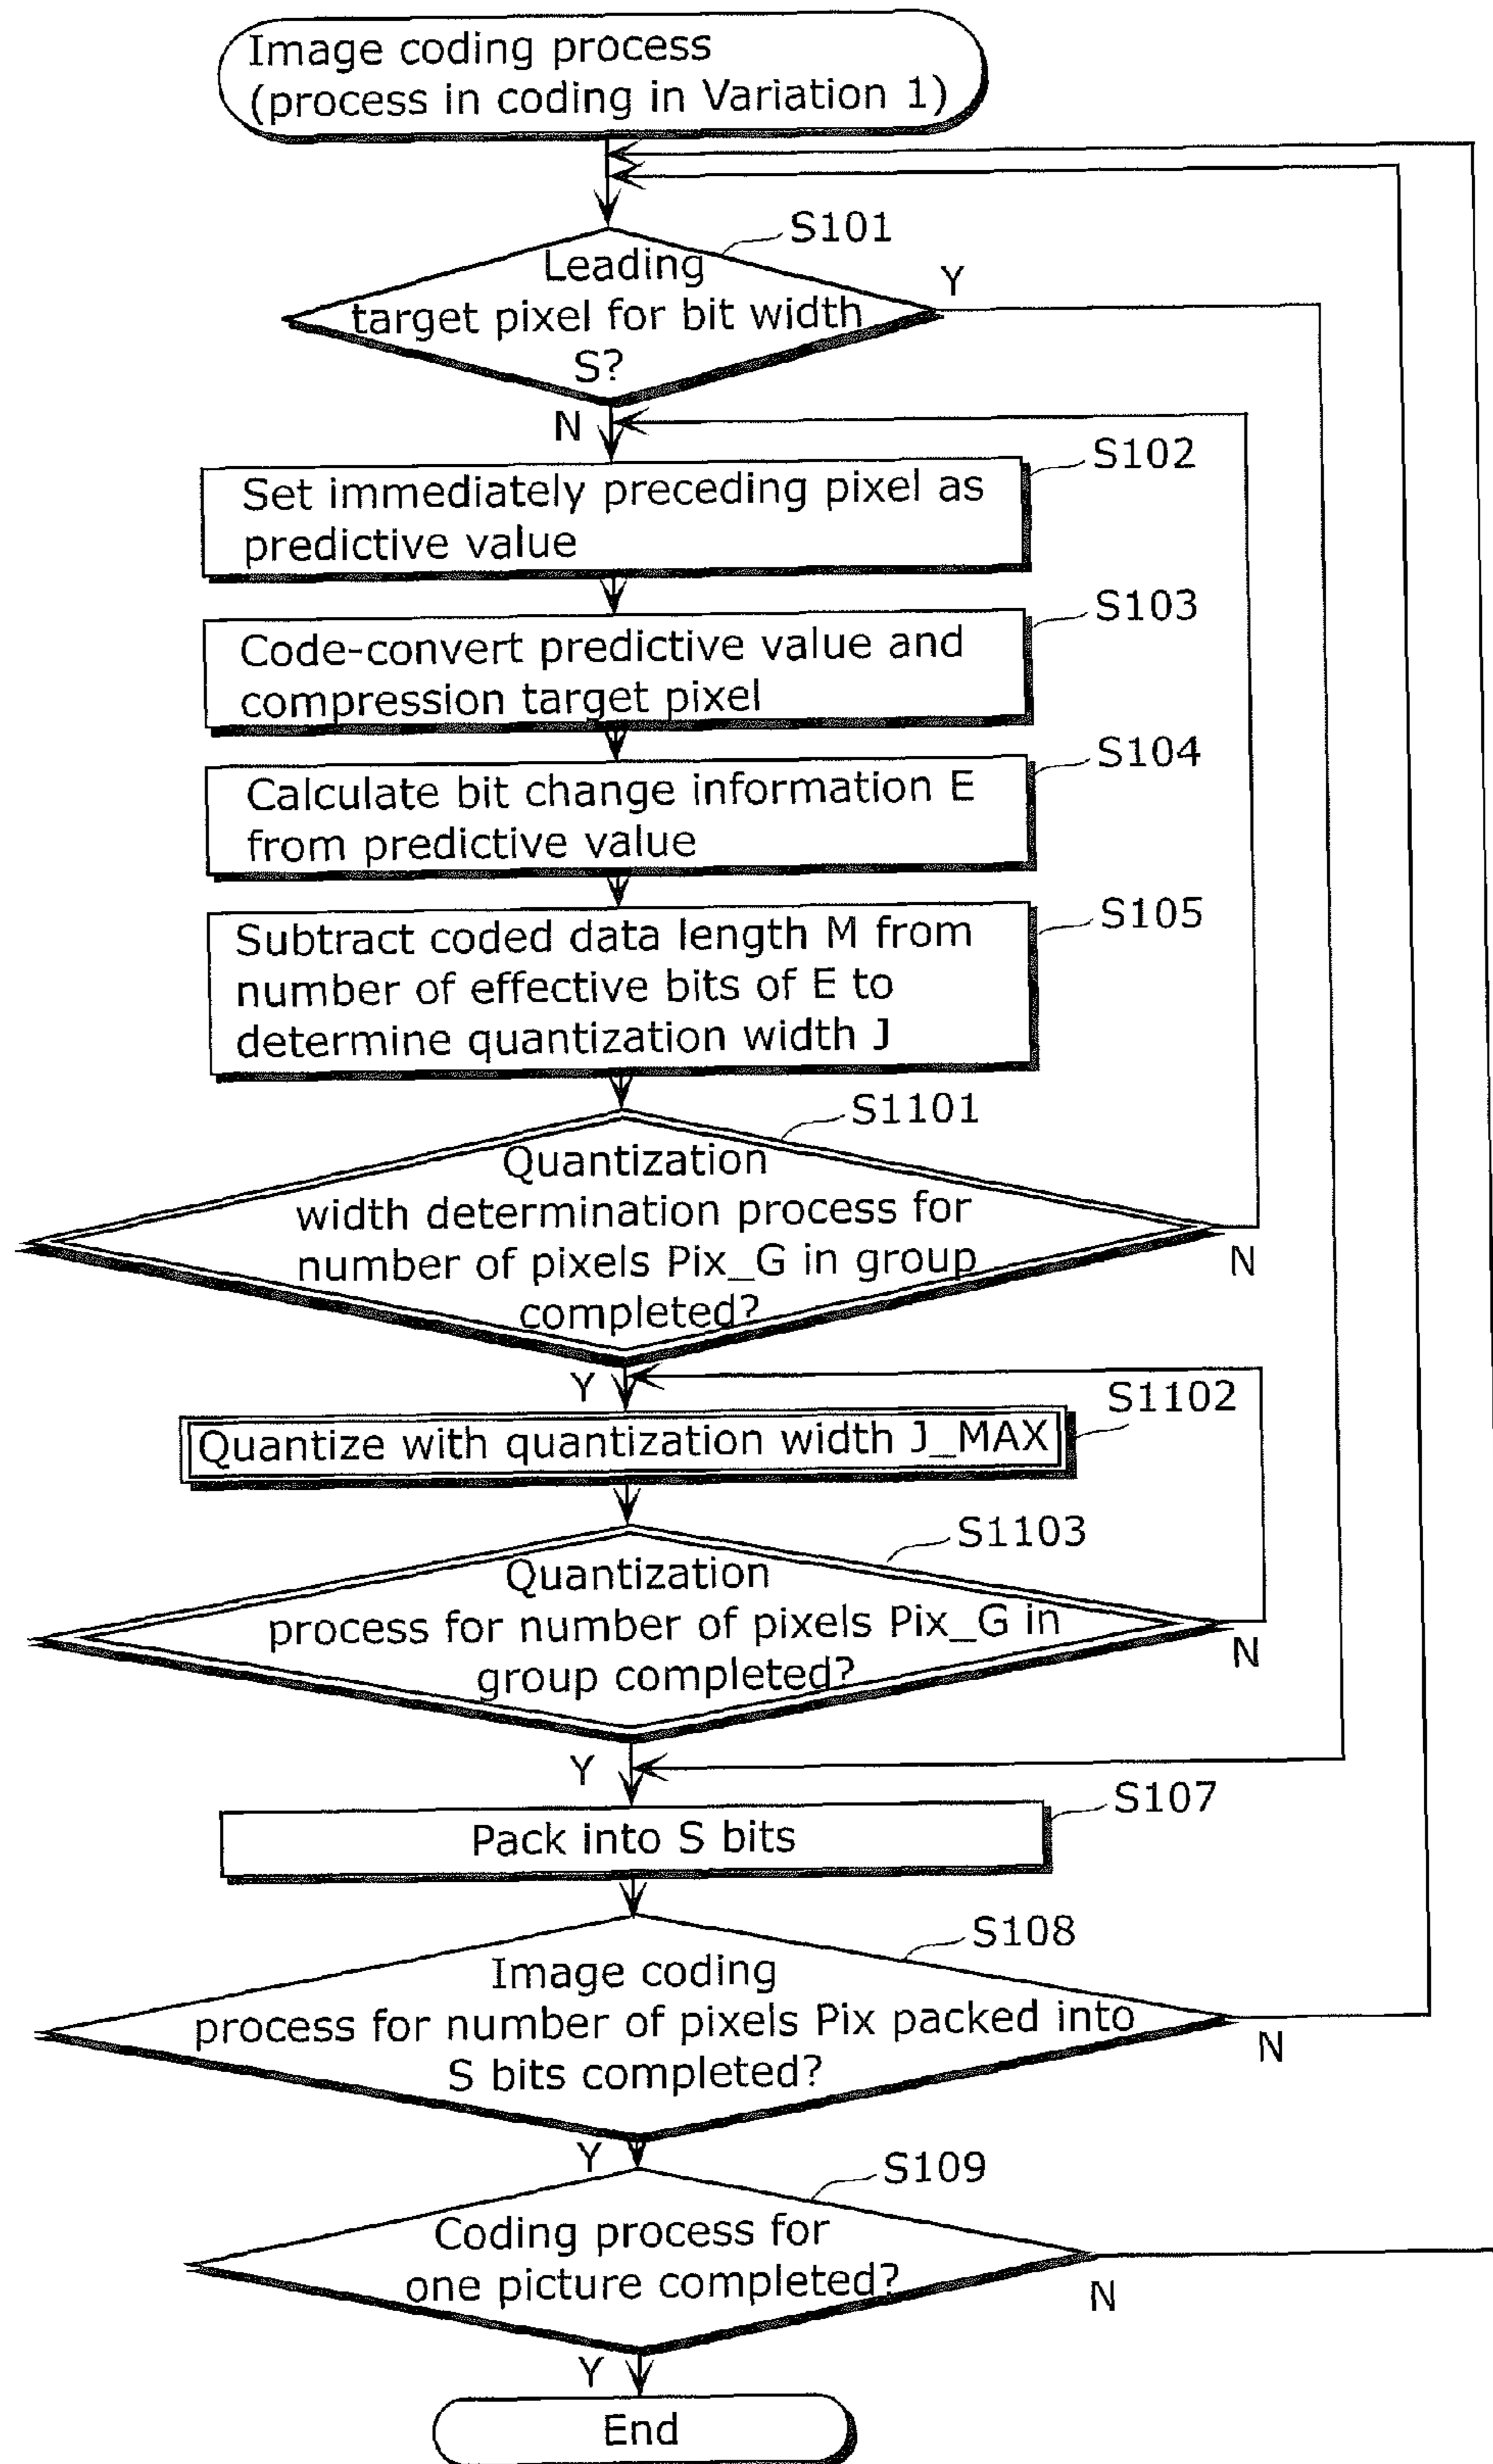 Image coding process
(process in coding in Variation 1)
S101
Leading
target pixel for bit width
S?
Y
N
S102
Set immediately preceding pixel as
predictive value
S103
Code-convert predictive value and
compression target pixel
S104
Calculate bit change information E
from predictive value
S105
Subtract coded data length M from
number of effective bits of E to
determine quantization width J
S1101
Quantization
width determination process for
number of pixels Pix_G in group
completed?
N
Y
S1102
Quantize with quantization width J_MAX
S1103
Quantization
process for number of pixels Pix_G in
group completed?
N
Y
S107
Pack into S bits
S108
Image coding
process for number of pixels Pix packed into
S bits completed?
N
Y
S109
Coding process for
one picture completed?
N
Y
End